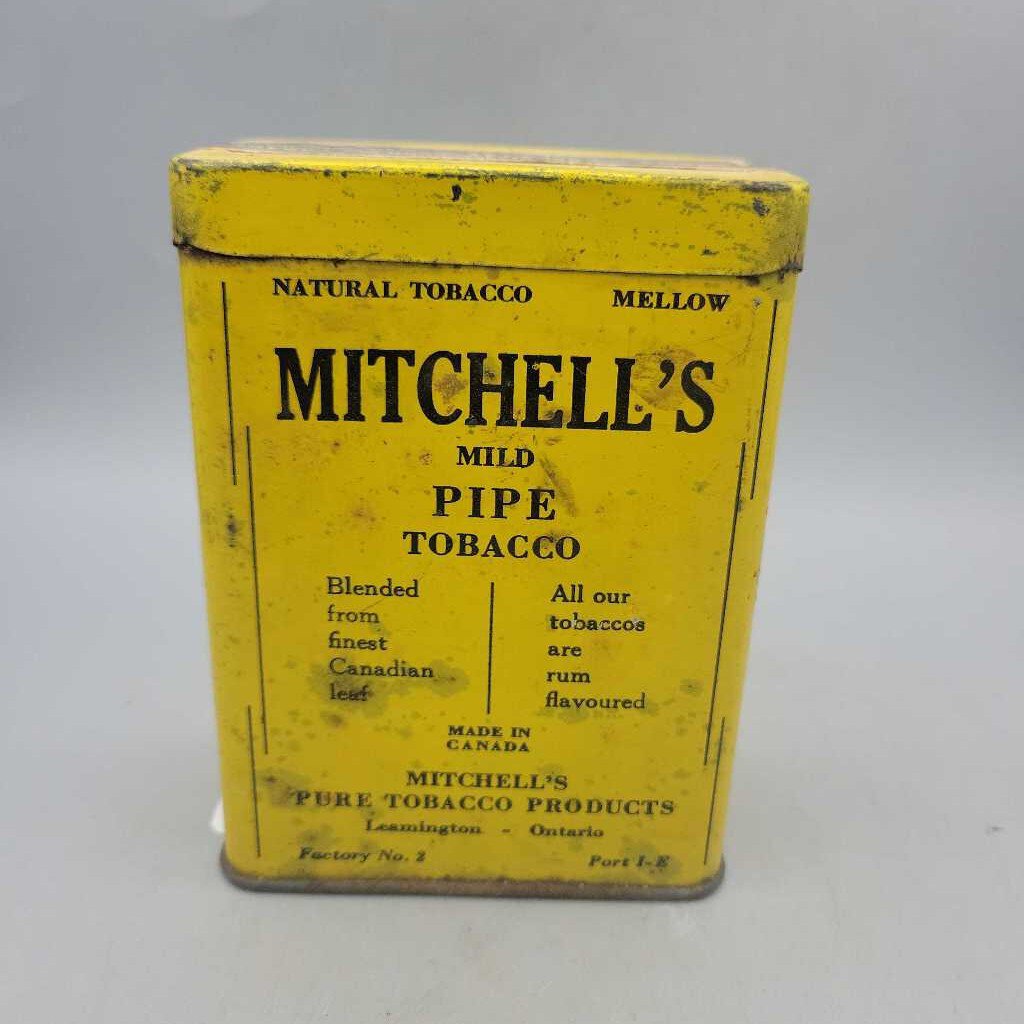 NATURAL TOBACCO MELLOW
MITCHELL'S
MILD
PIPE
TOBACCO
Blended
from
finest
Canadian
leaf
All our
tobaccos
are
rum
flavoured
MADE IN
CANADA
MITCHELL'S
PURE TOBACCO PRODUCTS
Leamington - Ontario
Factory No. 2 Port I-E